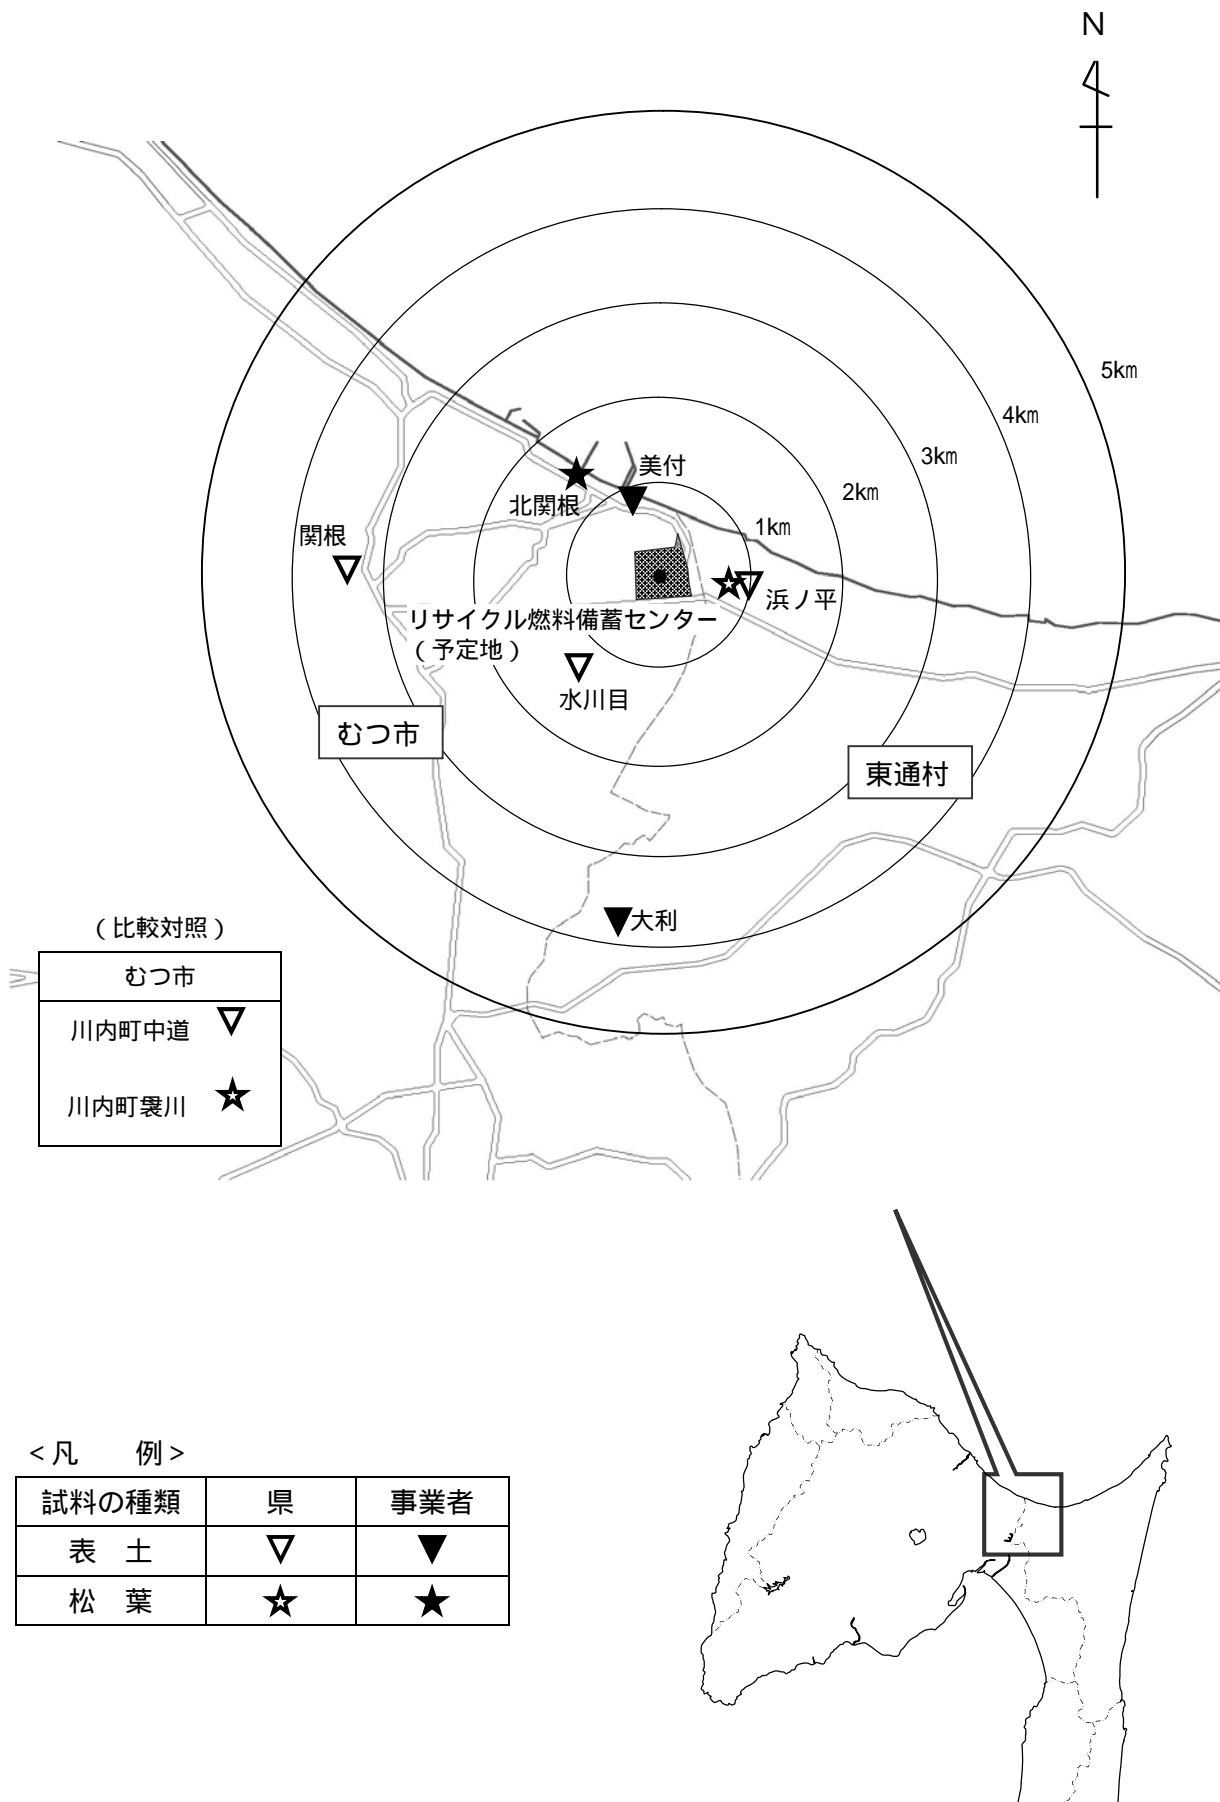 N
5km
4km
3km
2km
1km
美付
北関根
関根
浜ノ平
リサイクル燃料備蓄センター
（予定地）
水川目
むつ市
東通村
大利
（比較対照）
むつ市
川内町中道
川内町袰川
<凡　例>
試料の種類 県 事業者
表 土
松 葉